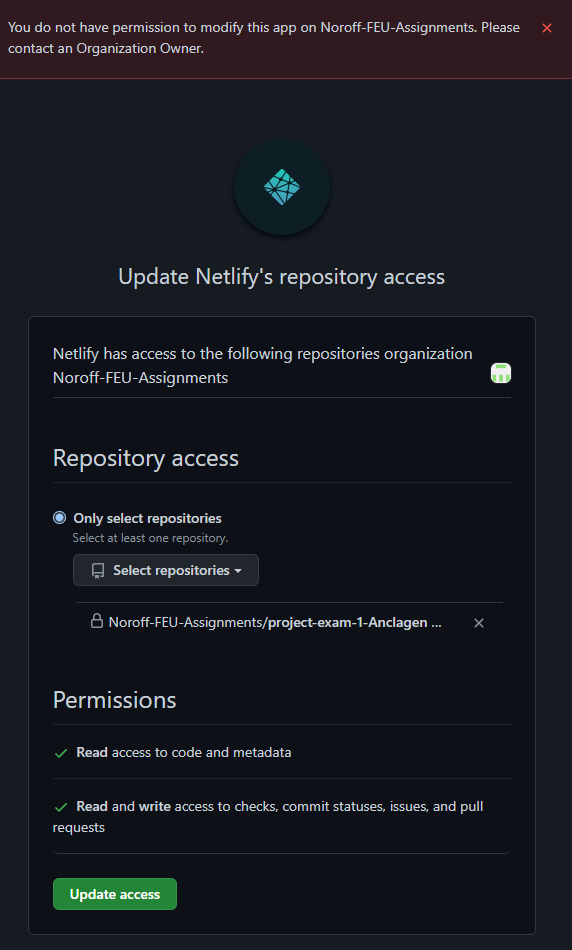 You do not have permission to modify this app on Noroff-FEU-Assignments. Please
contact an Organization Owner.
Update Netlify's repository access
Netlify has access to the following repositories organization
Noroff-FEU-Assignments
Repository access
Only select repositories
Select at least one repository.
Select repositories
Noroff-FEU-Assignments/project-exam-1-Anclagen ...
Permissions
Read access to code and metadata
Read and write access to checks, commit statuses, issues, and pull
requests
Update access